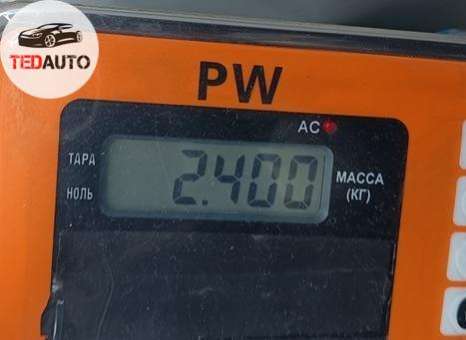 TEDAUTO
PW
AC
ТАРА
НОЛЬ
2.400
МАССА
(КГ)